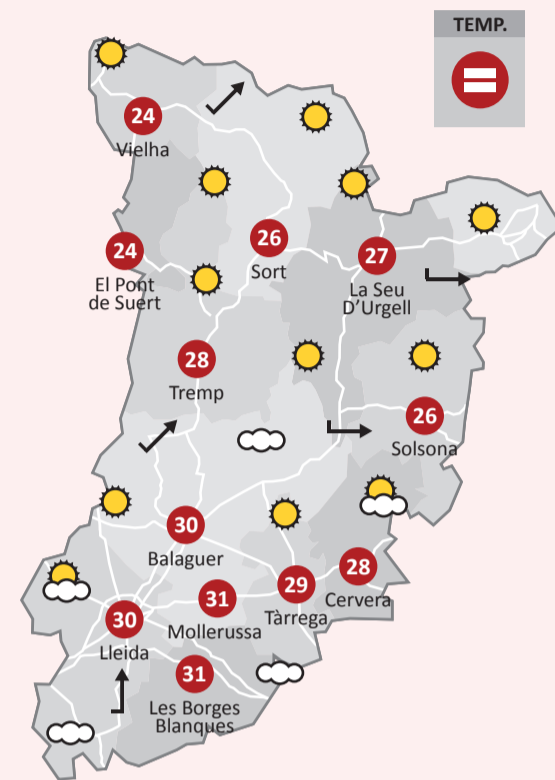 TEMP.
24
Vielha
26
Sort
24
El Pont
de Suert
27
La Seu
D'Urgell
28
Tremp
26
Solsona
30
Balaguer
28
Cervera
29
Tàrrega
31
Mollerussa
30
Lleida
31
Les Borges
Blanques